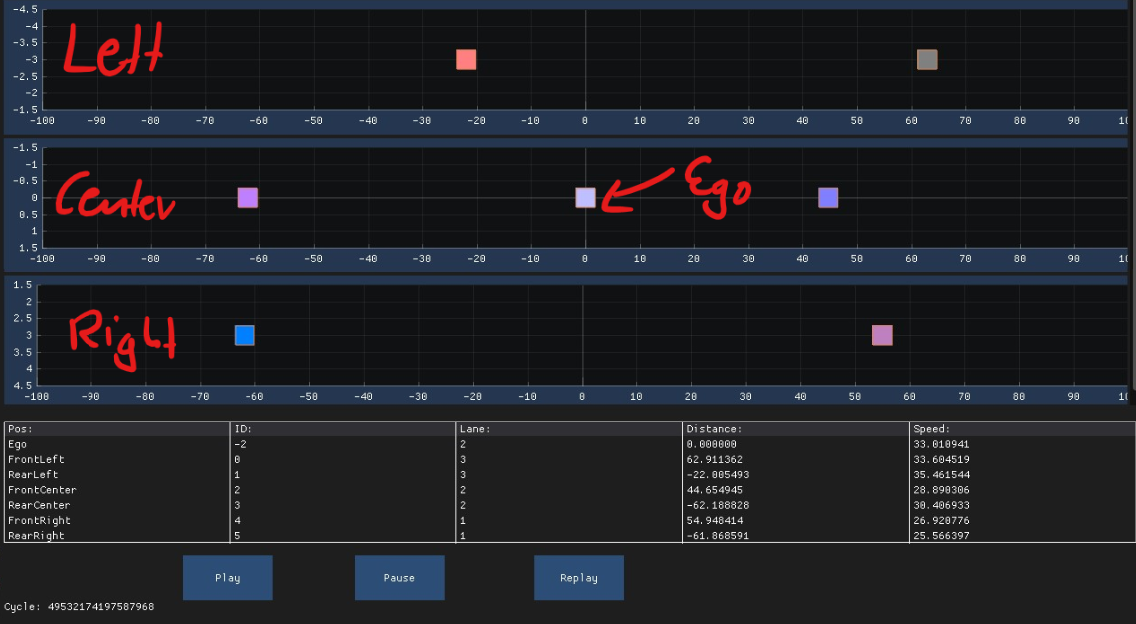 -4.5
-4
-3.5
-3
-2.5
-2
-1.5
Left
-100 -90 -80 -70 -60 -50 -40 -30 -20 -10 0 10 20 30 40 50 60 70 80 90 10
-1.5
-1
-0.5
0
0.5
1
1.5
Center
Ego
-100 -90 -80 -70 -60 -50 -40 -30 -20 -10 0 10 20 30 40 50 60 70 80 90 10
1.5
2
2.5
3
3.5
4
4.5
Right
-100 -90 -80 -70 -60 -50 -40 -30 -20 -10 0 10 20 30 40 50 60 70 80 90 10
Pos: ID: Lane: Distance: Speed:
Ego -2 2 0.000000 33.010941
FrontLeft 0 3 62.911362 33.604519
RearLeft 1 3 -22.005493 35.461544
FrontCenter 2 2 44.654945 28.890306
RearCenter 3 2 -62.188828 30.406933
FrontRight 4 1 54.948414 26.920776
RearRight 5 1 -61.868591 25.566397
Play Pause Replay
Cycle: 49532174197587968